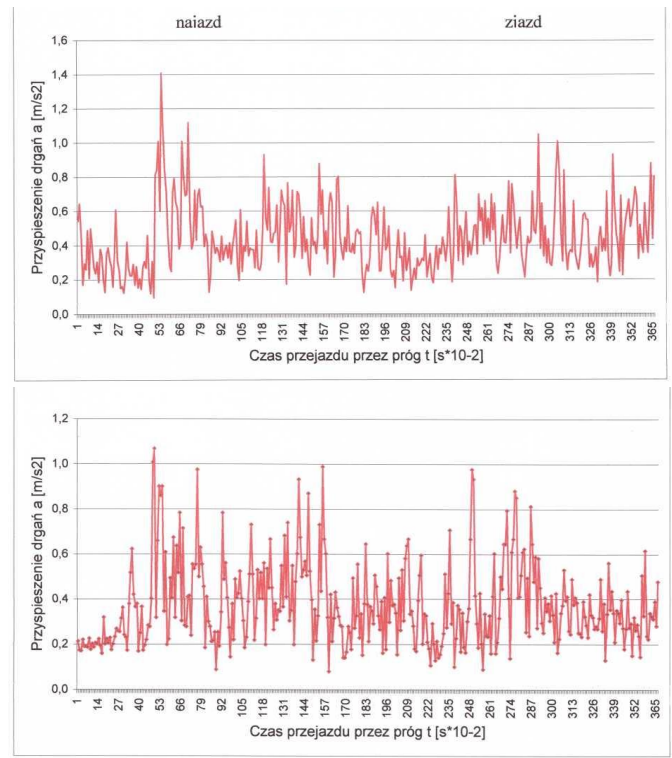 naiazd ziazd
1,6
1,4
1,2
1,0
0,8
0,6
0,4
0,2
0,0
Przyspieszenie drgań a [m/s2]
1 14 27 40 53 66 79 92 105 118 131 144 157 170 183 196 209 222 235 248 261 274 287 300 313 326 339 352 365
Czas przejazdu przez próg t [s*10-2]
1,2
1,0
0,8
0,6
0,4
0,2
0,0
Przyspieszenie drgań a [m/s2]
1 14 27 40 53 66 79 92 105 118 131 144 157 170 183 196 209 222 235 248 261 274 287 300 313 326 339 352 365
Czas przejazdu przez próg t [s*10-2]